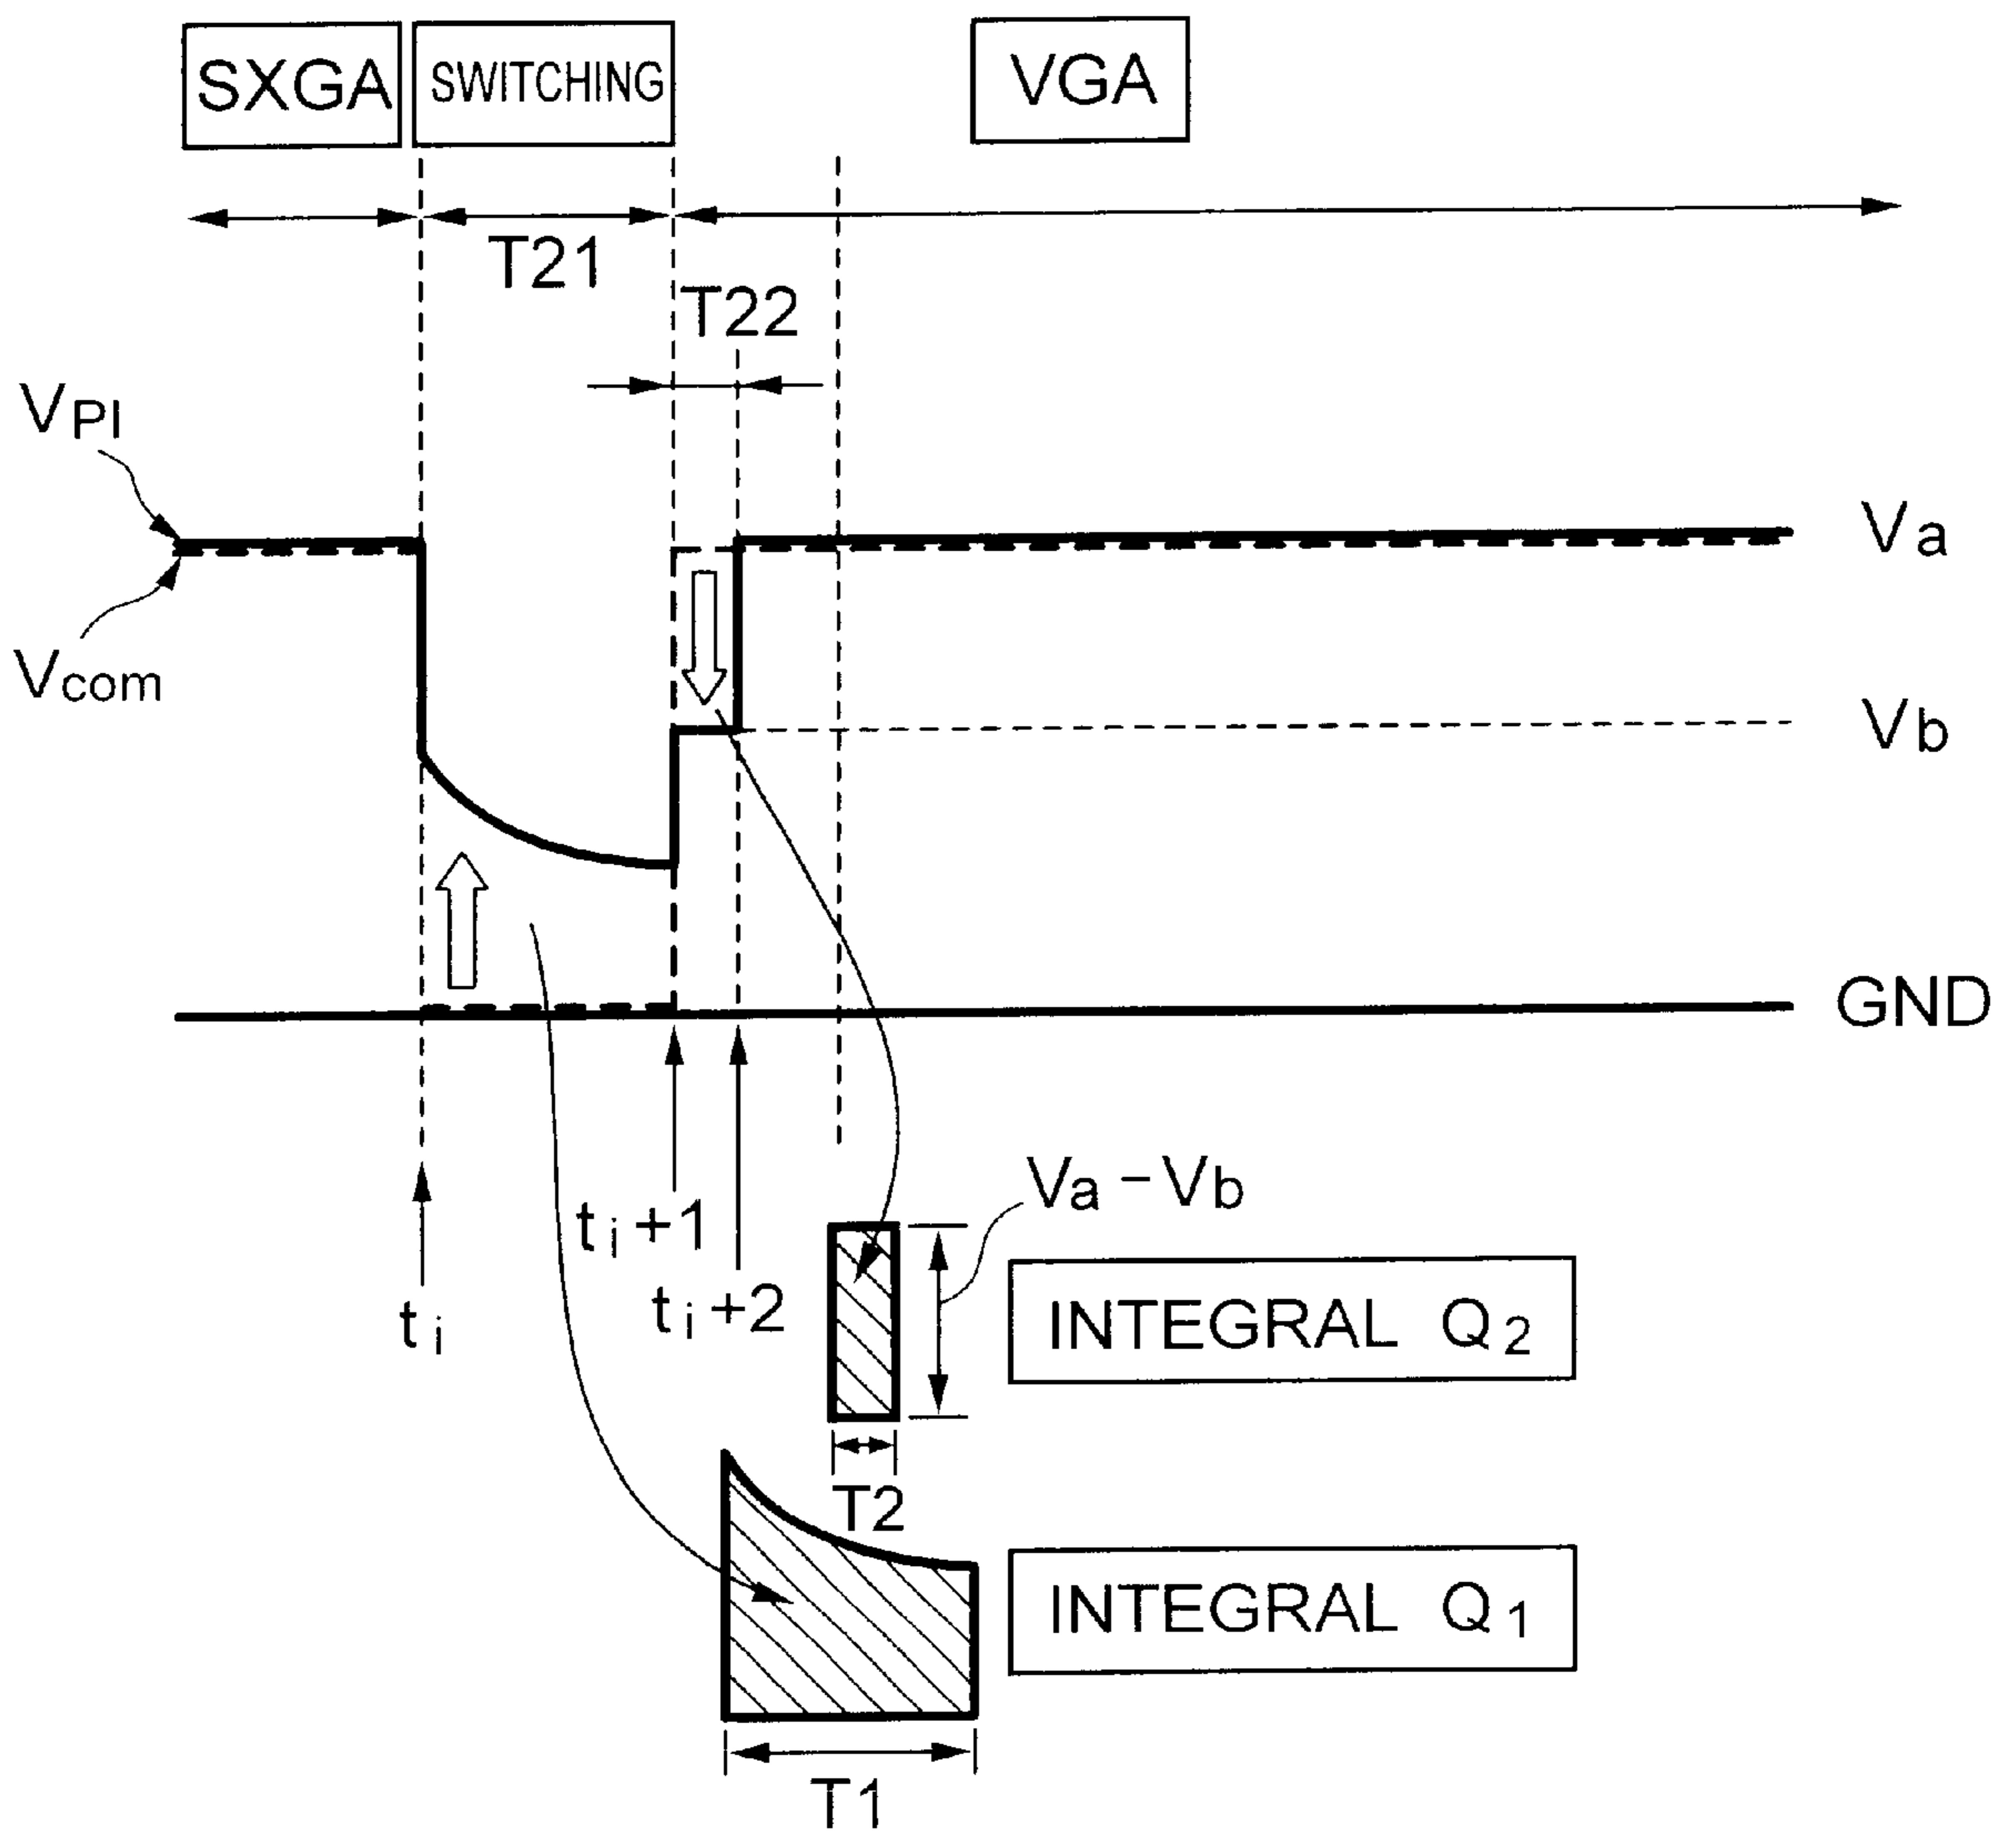 SXGA
SWITCHING
VGA
T21
T22
VPI
Va
Vcom
Vb
GND
Va - Vb
ti+1
ti+2
ti
INTEGRAL Q2
T2
INTEGRAL Q1
T1